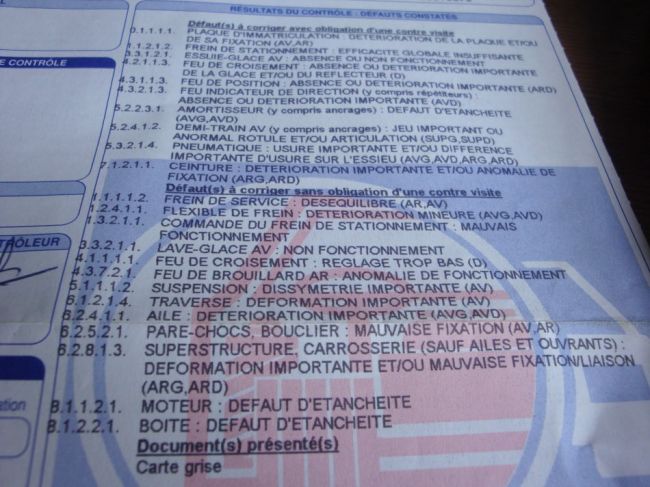 RÉSULTATS DU CONTRÔLE : DÉFAUTS CONSTATÉS
Défaut(s) à corriger avec obligation d'une contre visite
0.1.1.1.1. PLAQUE D'IMMATRICULATION : DETERIORATION DE LA PLAQUE ET/OU
DE SA FIXATION (AV,AR)
1.1.2.1.2. FREIN DE STATIONNEMENT : EFFICACITE GLOBALE INSUFFISANTE
3.3.1.2.1. ESSUIE-GLACE AV : ABSENCE OU NON FONCTIONNEMENT
4.2.1.1.3. FEU DE CROISEMENT : ABSENCE OU DETERIORATION IMPORTANTE
DE LA GLACE ET/OU DU REFLECTEUR (D)
4.3.1.1.3. FEU DE POSITION : ABSENCE OU DETERIORATION IMPORTANTE (ARD)
4.3.2.1.3. FEU INDICATEUR DE DIRECTION (y compris répétiteurs) :
ABSENCE OU DETERIORATION IMPORTANTE (AVD)
5.2.2.3.1. AMORTISSEUR (y compris ancrages) : DEFAUT D'ETANCHEITE
(AVG,AVD)
5.2.4.1.2. DEMI-TRAIN AV (y compris ancrages) : JEU IMPORTANT OU
ANORMAL ROTULE ET/OU ARTICULATION (SUPG,SUPD)
5.3.2.1.4. PNEUMATIQUE : USURE IMPORTANTE ET/OU DIFFERENCE
IMPORTANTE D'USURE SUR L'ESSIEU (AVG,AVD,ARG,ARD)
7.1.2.1.1. CEINTURE : DETERIORATION IMPORTANTE ET/OU ANOMALIE DE
FIXATION (ARG,ARD)
Défaut(s) à corriger sans obligation d'une contre visite
1.1.1.1.2. FREIN DE SERVICE : DESEQUILIBRE (AR,AV)
1.2.4.1.1. FLEXIBLE DE FREIN : DETERIORATION MINEURE (AVG,AVD)
1.3.2.1.1. COMMANDE DU FREIN DE STATIONNEMENT : MAUVAIS
FONCTIONNEMENT
3.3.2.1.1. LAVE-GLACE AV : NON FONCTIONNEMENT
4.1.1.1.1. FEU DE CROISEMENT : REGLAGE TROP BAS (D)
4.3.7.2.1. FEU DE BROUILLARD AR : ANOMALIE DE FONCTIONNEMENT
5.1.1.1.2. SUSPENSION : DISSYMETRIE IMPORTANTE (AV)
6.1.2.1.4. TRAVERSE : DEFORMATION IMPORTANTE (AV)
6.2.4.1.1. AILE : DETERIORATION IMPORTANTE (AVG,AVD)
6.2.5.2.1. PARE-CHOCS, BOUCLIER : MAUVAISE FIXATION (AV,AR)
6.2.8.1.3. SUPERSTRUCTURE, CARROSSERIE (SAUF AILES ET OUVRANTS) :
DEFORMATION IMPORTANTE ET/OU MAUVAISE FIXATION/LIAISON
(ARG,ARD)
8.1.1.2.1. MOTEUR : DEFAUT D'ETANCHEITE
8.1.2.2.1. BOITE : DEFAUT D'ETANCHEITE
Document(s) présenté(s)
Carte grise
E CONTRÔLE
NTRÔLEUR